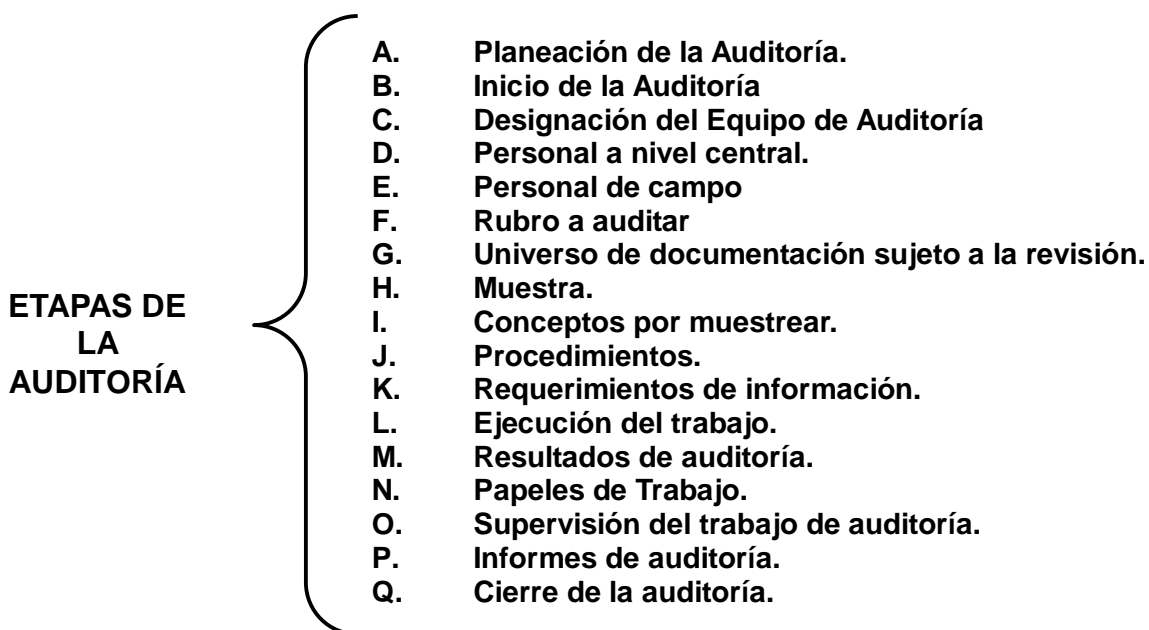 ETAPAS DE
LA
AUDITORÍA
A. Planeación de la Auditoría.
B. Inicio de la Auditoría
C. Designación del Equipo de Auditoría
D. Personal a nivel central.
E. Personal de campo
F. Rubro a auditar
G. Universo de documentación sujeto a la revisión.
H. Muestra.
I. Conceptos por muestrear.
J. Procedimientos.
K. Requerimientos de información.
L. Ejecución del trabajo.
M. Resultados de auditoría.
N. Papeles de Trabajo.
O. Supervisión del trabajo de auditoría.
P. Informes de auditoría.
Q. Cierre de la auditoría.